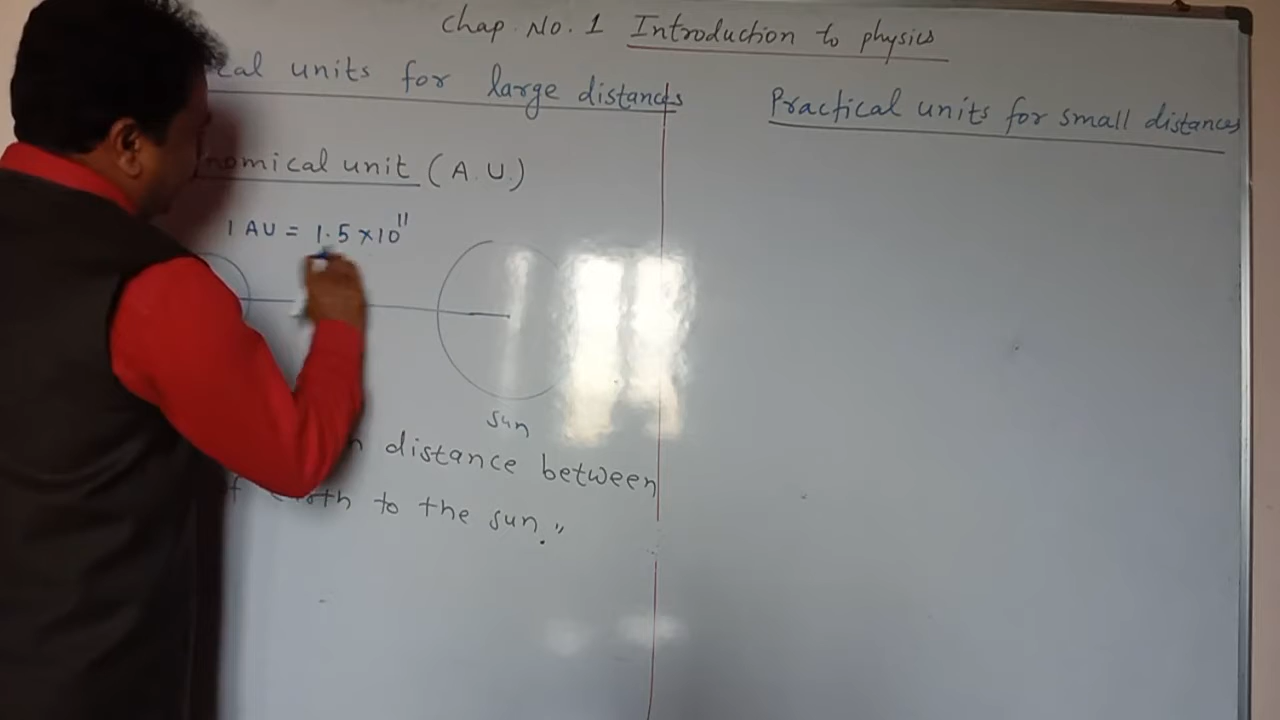 Chap. No. 1 Introduction to physics
cal units for large distances
nomical unit (A.U.)
1 AU = 1.5 × 10¹¹
sun
distance between
to the sun."
Practical units for small distances